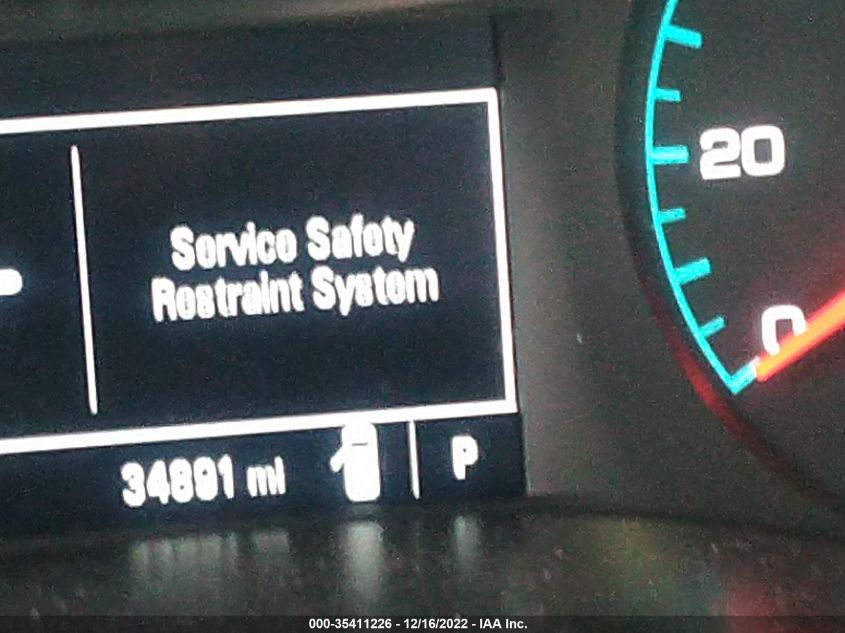 20
Service Safety
Restraint System
0
34891 mi
P
000-35411226 - 12/16/2022 - IAA Inc.